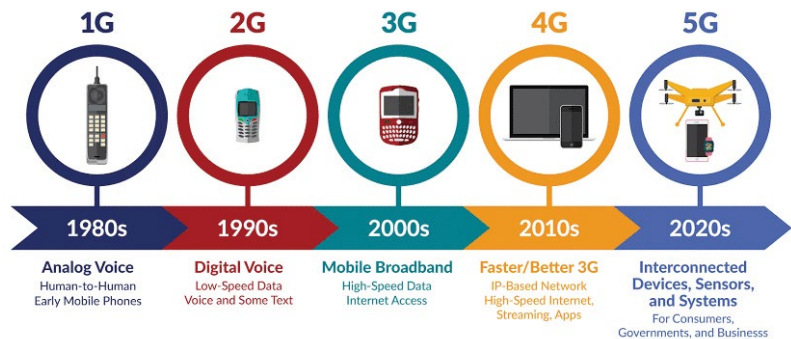 1G
2G
3G
4G
5G
1980s
1990s
2000s
2010s
2020s
Analog Voice
Human-to-Human
Early Mobile Phones
Digital Voice
Low-Speed Data
Voice and Some Text
Mobile Broadband
High-Speed Data
Internet Access
Faster/Better 3G
IP-Based Network
High-Speed Internet,
Streaming, Apps
Interconnected
Devices, Sensors,
and Systems
For Consumers,
Governments, and Businesss